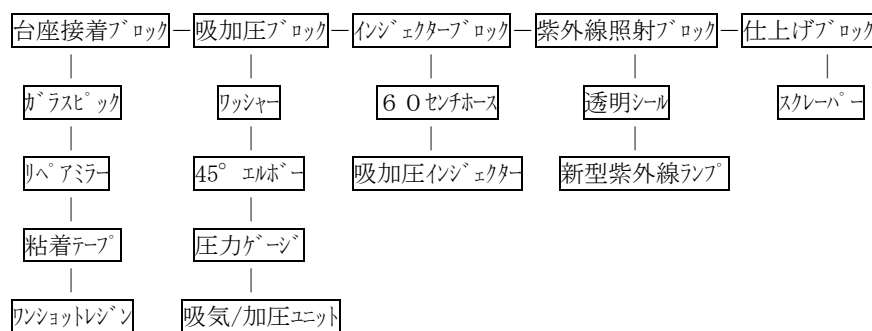 台座接着ﾌﾞﾛｯｸ－吸加圧ﾌﾞﾛｯｸ－ｲﾝｼﾞｪｸﾀｰﾌﾞﾛｯｸ－紫外線照射ﾌﾞﾛｯｸ－仕上げﾌﾞﾛｯｸ
ｶﾞﾗｽﾋﾟｯｸ ﾜｯｼｬｰ ６０ｾﾝﾁﾎｰｽ 透明ｼｰﾙ ｽｸﾚｰﾊﾟｰ
ﾘﾍﾟｱﾐﾗｰ 45° ｴﾙﾎﾞｰ 吸加圧ｲﾝｼﾞｪｸﾀｰ 新型紫外線ﾗﾝﾌﾟ
粘着ﾃｰﾌﾟ 圧力ｹﾞｰｼﾞ
ﾜﾝｼｮｯﾄﾚｼﾞﾝ 吸気/加圧ﾕﾆｯﾄ